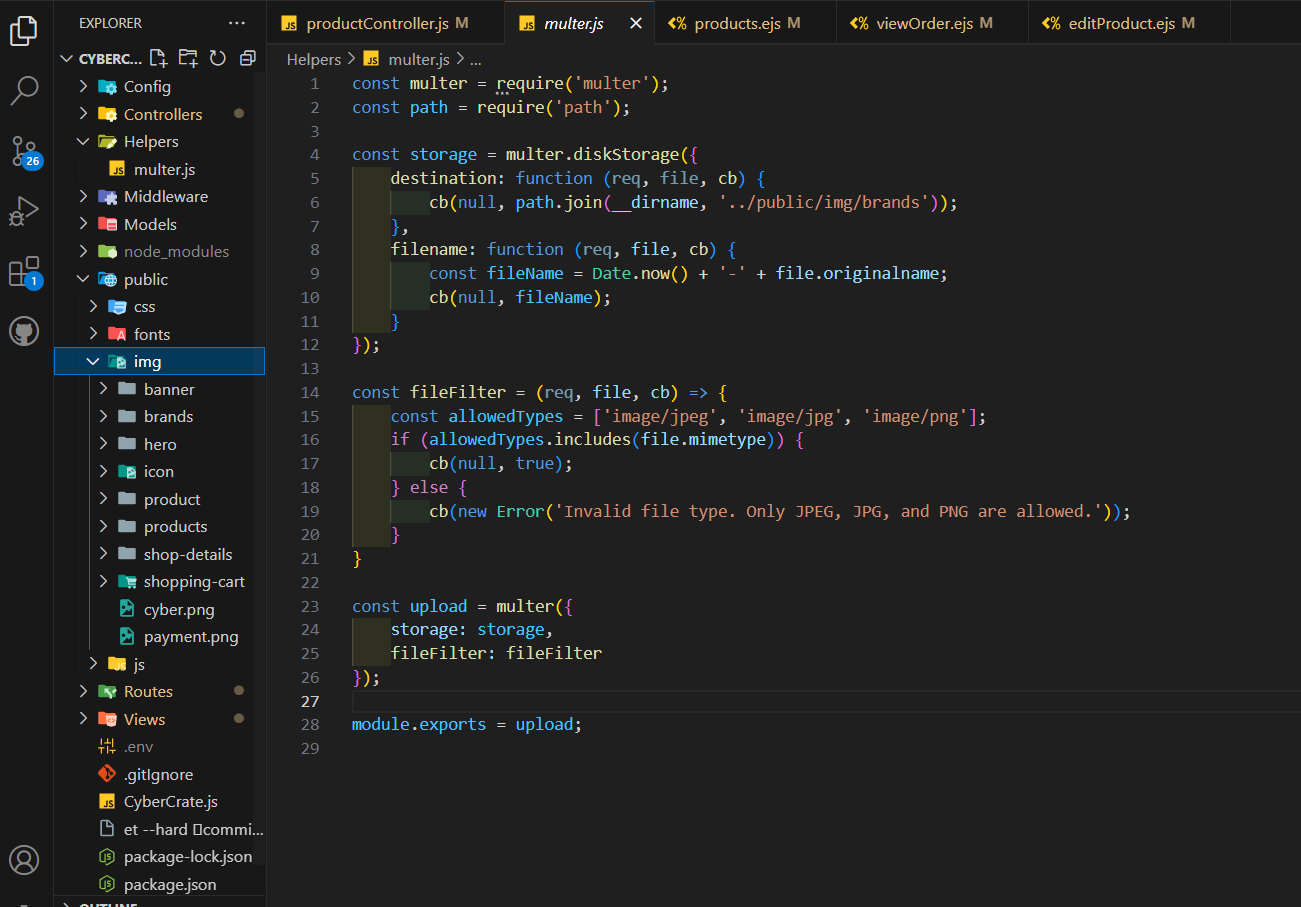 EXPLORER ...
productController.js M
multer.js
products.ejs M
viewOrder.ejs M
editProduct.ejs M
CYBERC...
Config
Controllers
Helpers
multer.js
Middleware
Models
node_modules
public
css
fonts
img
banner
brands
hero
icon
product
products
shop-details
shopping-cart
cyber.png
payment.png
js
Routes
Views
.env
.gitIgnore
CyberCrate.js
et --hard commi...
package-lock.json
package.json
OUTLINE
26
1
Helpers > multer.js > ...
1 const multer = require('multer');
2 const path = require('path');
3
4 const storage = multer.diskStorage({
5 destination: function (req, file, cb) {
6 cb(null, path.join(__dirname, '../public/img/brands'));
7 },
8 filename: function (req, file, cb) {
9 const fileName = Date.now() + '-' + file.originalname;
10 cb(null, fileName);
11 }
12 });
13
14 const fileFilter = (req, file, cb) => {
15 const allowedTypes = ['image/jpeg', 'image/jpg', 'image/png'];
16 if (allowedTypes.includes(file.mimetype)) {
17 cb(null, true);
18 } else {
19 cb(new Error('Invalid file type. Only JPEG, JPG, and PNG are allowed.'));
20 }
21 }
22
23 const upload = multer({
24 storage: storage,
25 fileFilter: fileFilter
26 });
27
28 module.exports = upload;
29